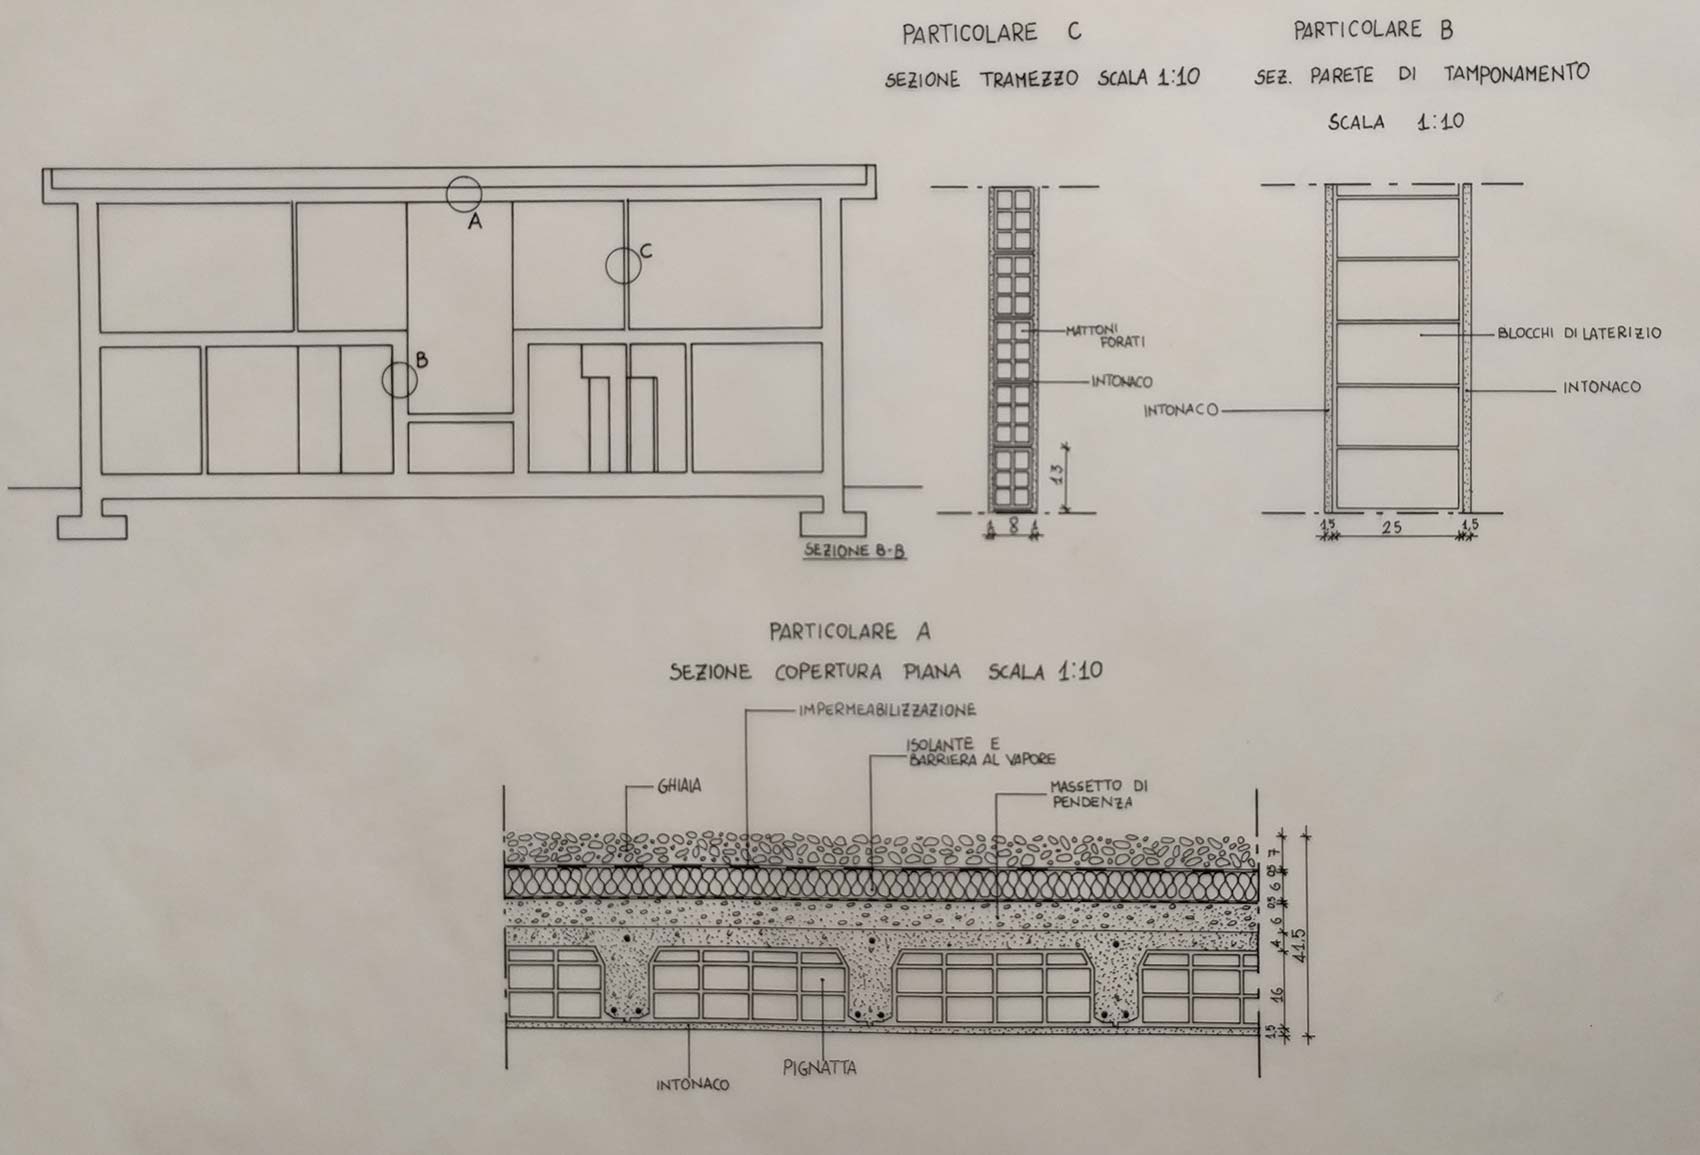 PARTICOLARE C
SEZIONE TRAMEZZO SCALA 1:10
PARTICOLARE B
SEZ. PARETE DI TAMPONAMENTO
SCALA 1:10
A
C
B
SEZIONE B-B
MATTONI
FORATI
INTONACO
13
1 8 1
BLOCCHI DI LATERIZIO
INTONACO
INTONACO
1,5 25 1,5
PARTICOLARE A
SEZIONE COPERTURA PIANA SCALA 1:10
IMPERMEABILIZZAZIONE
ISOLANTE E
BARRIERA AL VAPORE
GHIAIA
MASSETTO DI
PENDENZA
7
0,5
6
0,5
6
4
16
1,5
41,5
PIGNATTA
INTONACO